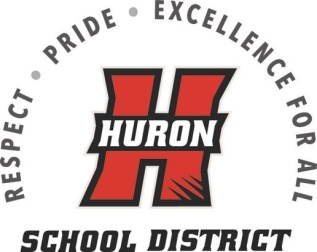 RESPECT • PRIDE • EXCELLENCE FOR ALL
HURON
SCHOOL DISTRICT